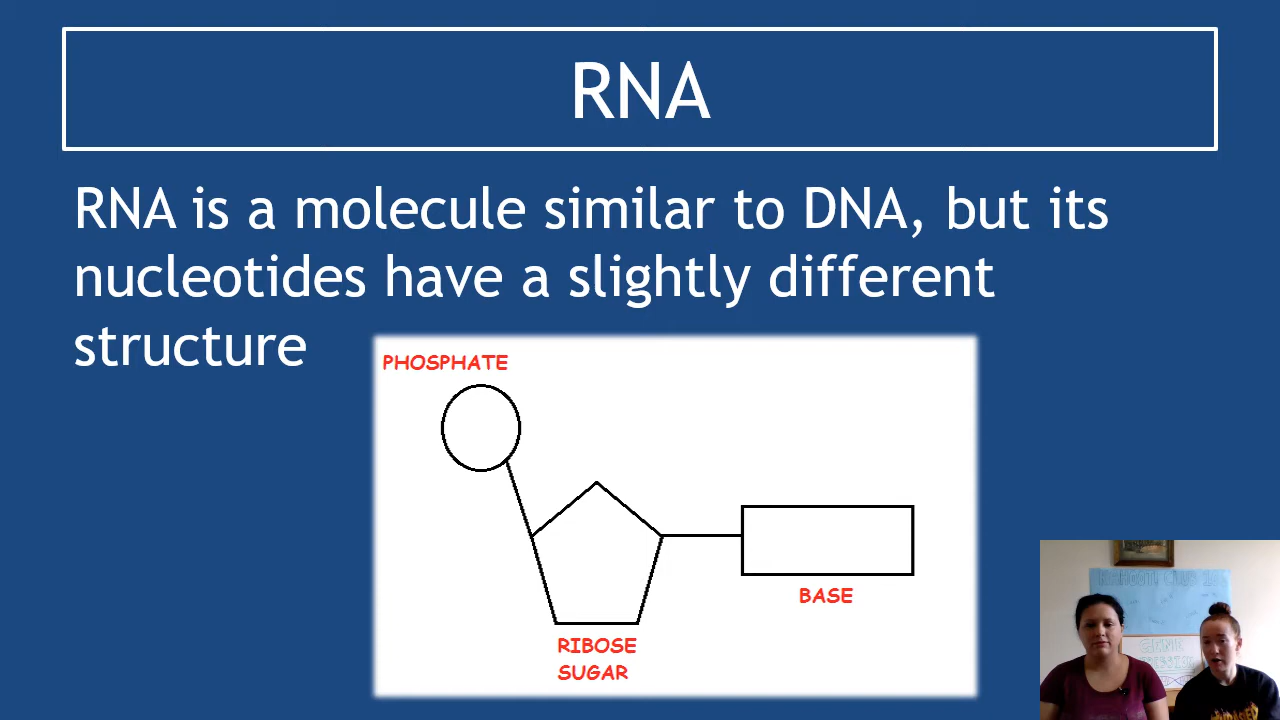 RNA
RNA is a molecule similar to DNA, but its
nucleotides have a slightly different
structure
PHOSPHATE
BASE
RIBOSE
SUGAR